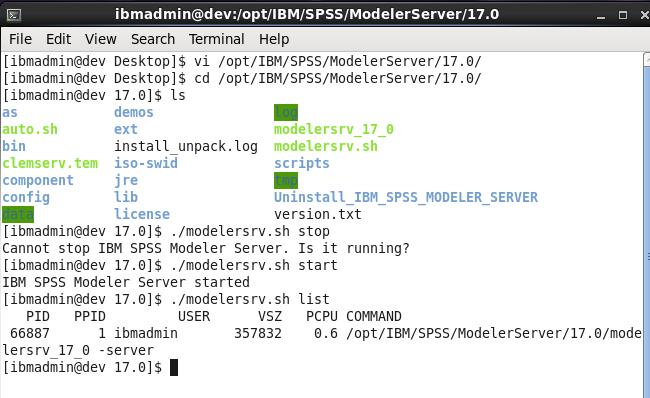 ibmadmin@dev:/opt/IBM/SPSS/ModelerServer/17.0
File Edit View Search Terminal Help
[ibmadmin@dev Desktop]$ vi /opt/IBM/SPSS/ModelerServer/17.0/
[ibmadmin@dev Desktop]$ cd /opt/IBM/SPSS/ModelerServer/17.0/
[ibmadmin@dev 17.0]$ ls
as demos log
auto.sh ext modelersrv_17_0
bin install_unpack.log modelersrv.sh
clemserv.tem iso-swid scripts
component jre tmp
config lib Uninstall_IBM_SPSS_MODELER_SERVER
data license version.txt
[ibmadmin@dev 17.0]$ ./modelersrv.sh stop
Cannot stop IBM SPSS Modeler Server. Is it running?
[ibmadmin@dev 17.0]$ ./modelersrv.sh start
IBM SPSS Modeler Server started
[ibmadmin@dev 17.0]$ ./modelersrv.sh list
PID PPID USER VSZ PCPU COMMAND
66887 1 ibmadmin 357832 0.6 /opt/IBM/SPSS/ModelerServer/17.0/mode
lersrv_17_0 -server
[ibmadmin@dev 17.0]$